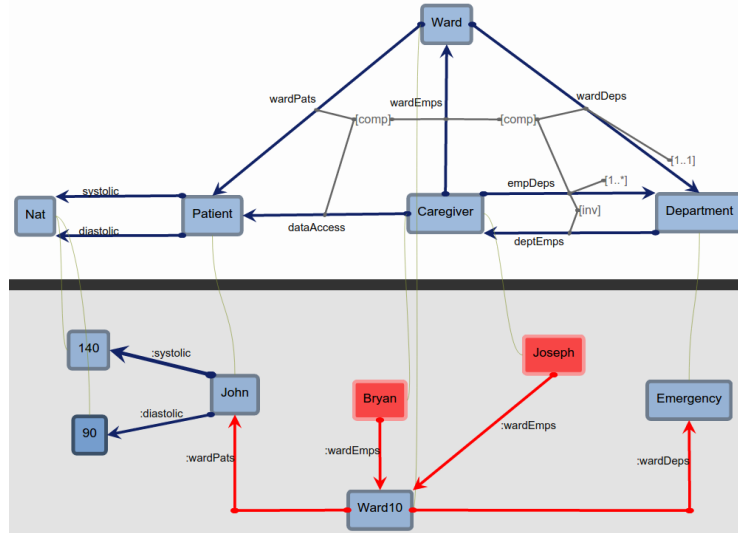 Ward
wardPats
wardEmps
wardDeps
[comp]
[comp]
[1..1]
systolic
empDeps
[1..*]
Nat
Patient
Caregiver
[inv]
Department
diastolic
dataAccess
deptEmps
140
:systolic
Joseph
John
Bryan
Emergency
90
:diastolic
:wardEmps
:wardPats
:wardEmps
:wardDeps
Ward10